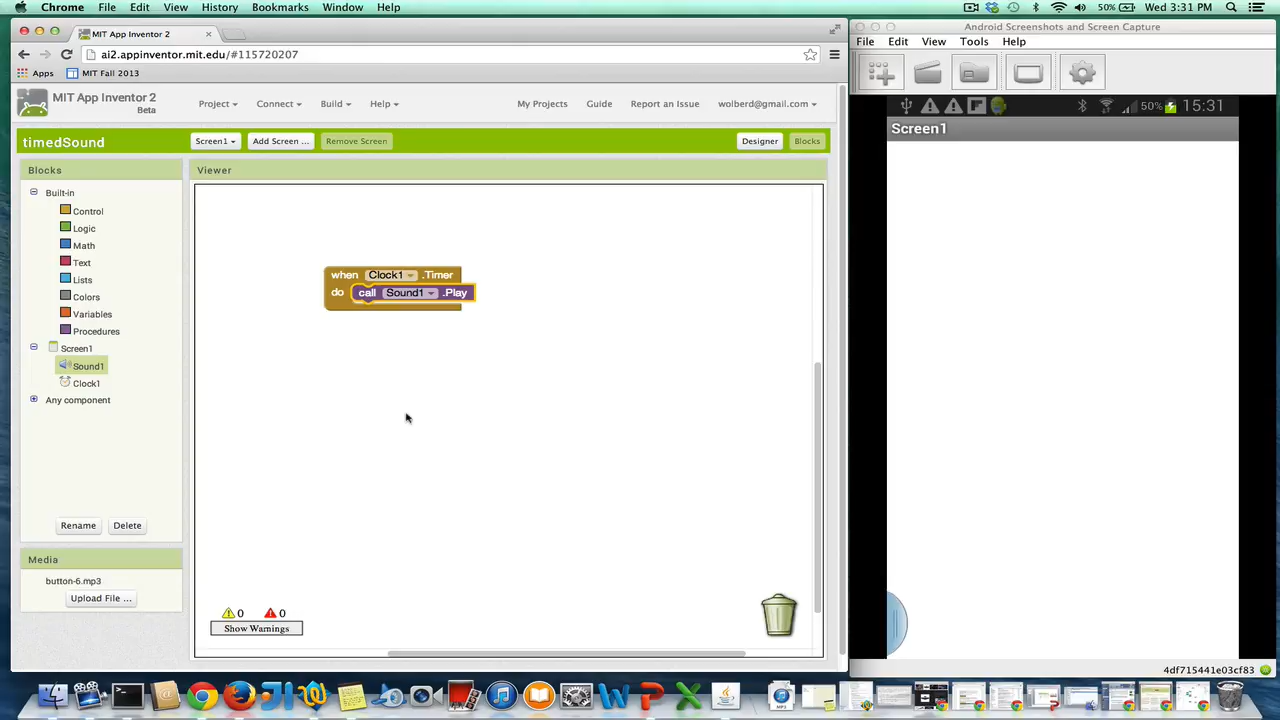 Chrome File Edit View History Bookmarks Window Help 50% Wed 3:31 PM
MIT App Inventor 2
ai2.appinventor.mit.edu/#115720207
Apps MIT Fall 2013
MIT App Inventor 2
Beta
Project Connect Build Help My Projects Guide Report an Issue wolberd@gmail.com
timedSound Screen1 Add Screen ... Remove Screen Designer Blocks
Blocks
Built-in
Control
Logic
Math
Text
Lists
Colors
Variables
Procedures
Screen1
Sound1
Clock1
Any component
Rename Delete
Media
button-6.mp3
Upload File ...
Viewer
when Clock1 .Timer
do call Sound1 .Play
0 0
Show Warnings
Android Screenshots and Screen Capture
File Edit View Tools Help
50% 15:31
Screen1
4df715441e03cf83